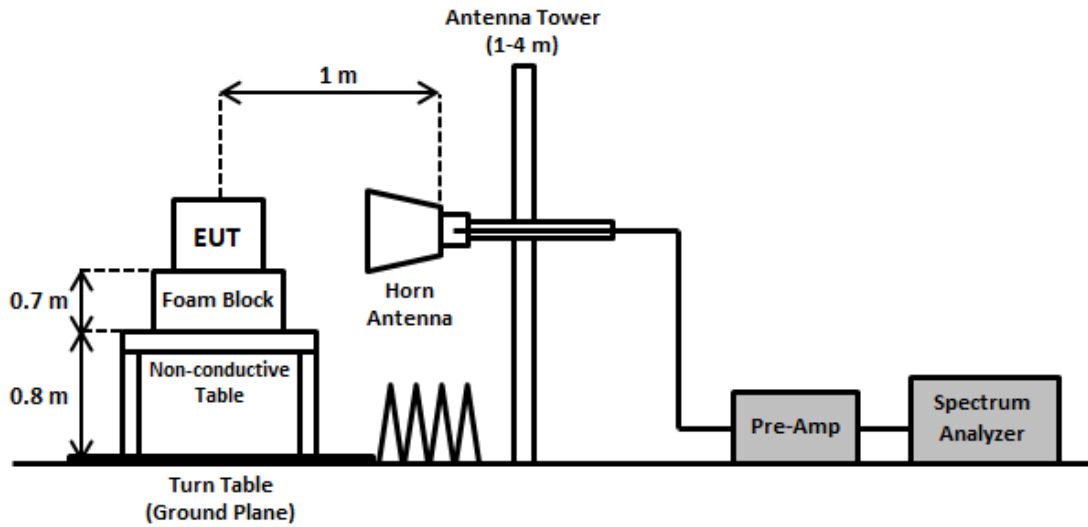 Antenna Tower
(1-4 m)
1 m
EUT
0.7 m
Foam Block
Horn
Antenna
0.8 m
Non-conductive
Table
Pre-Amp
Spectrum
Analyzer
Turn Table
(Ground Plane)